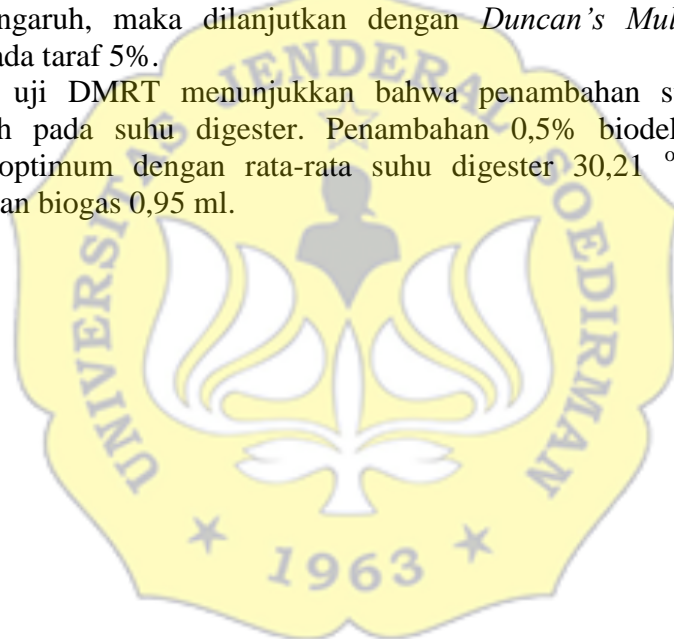 ngaruh, maka dilanjutkan dengan Duncan's Mul
ada taraf 5%.
uji DMRT menunjukkan bahwa penambahan s
h pada suhu digester. Penambahan 0,5% biodek
optimum dengan rata-rata suhu digester 30,21 o
an biogas 0,95 ml.
UNIVERSITAS JENDERAL SOEDIRMAN
1963